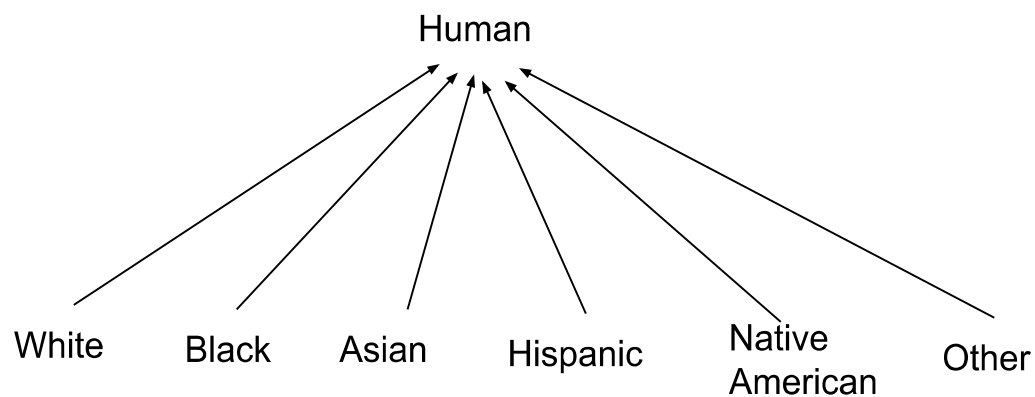 Human
White
Black
Asian
Hispanic
Native
American
Other